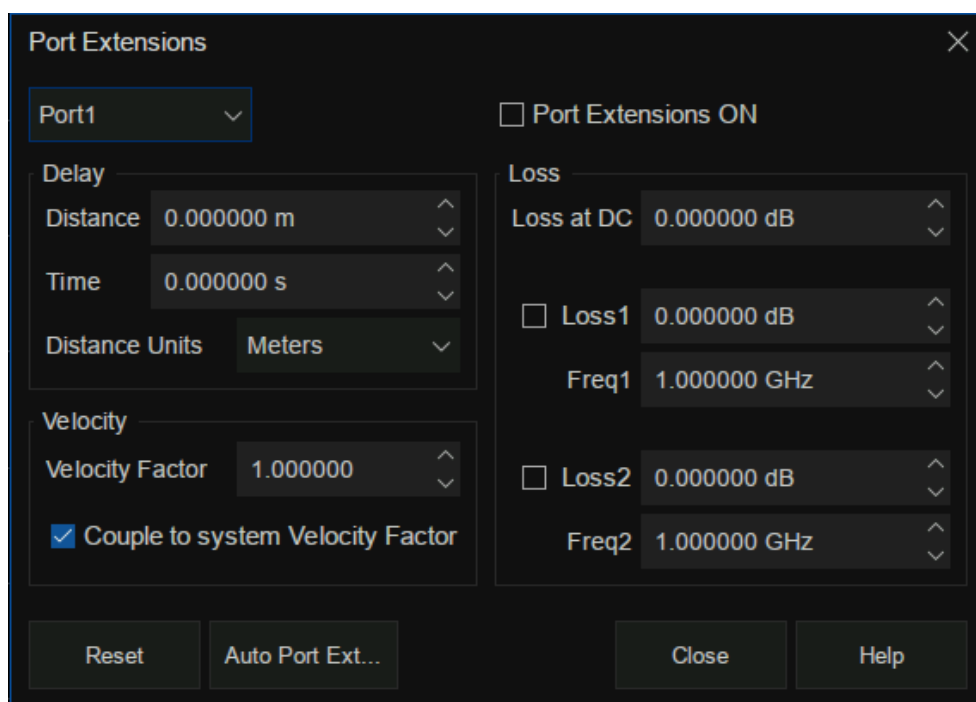 Port Extensions
Port1
Port Extensions ON
Delay
Distance 0.000000 m
Time 0.000000 s
Distance Units Meters
Velocity
Velocity Factor 1.000000
Couple to system Velocity Factor
Loss
Loss at DC 0.000000 dB
Loss1 0.000000 dB
Freq1 1.000000 GHz
Loss2 0.000000 dB
Freq2 1.000000 GHz
Reset
Auto Port Ext...
Close
Help